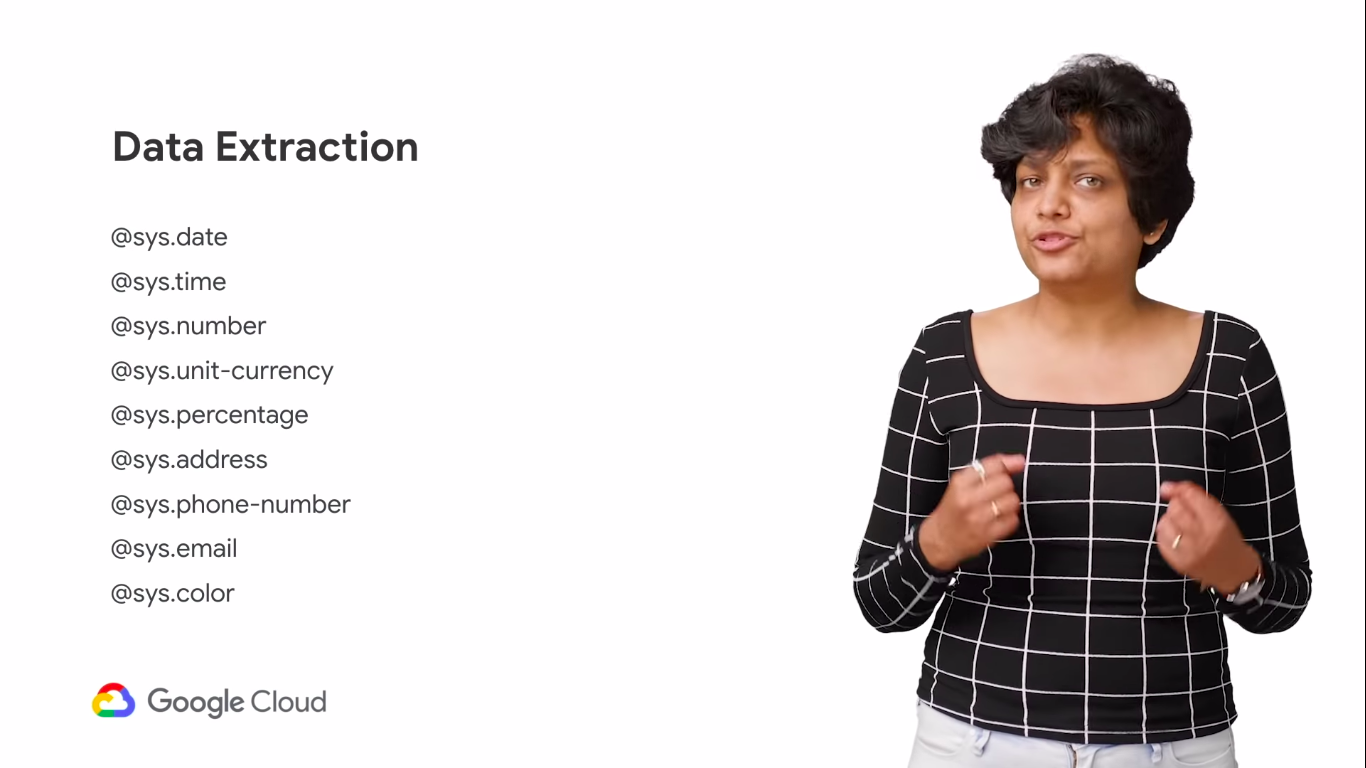 Data Extraction
@sys.date
@sys.time
@sys.number
@sys.unit-currency
@sys.percentage
@sys.address
@sys.phone-number
@sys.email
@sys.color
Google Cloud